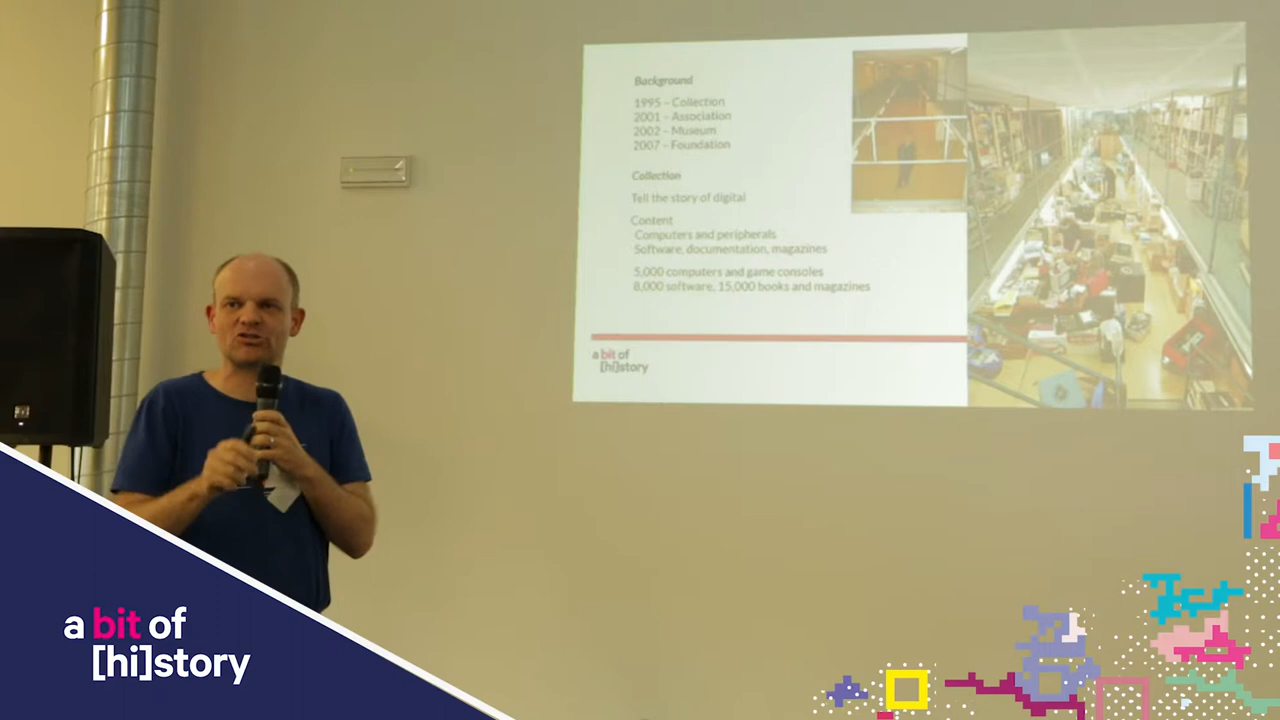 Background
1995 – Collection
2001 – Association
2002 – Museum
2007 – Foundation
Collection
Tell the story of digital
Content
Computers and peripherals
Software, documentation, magazines
5,000 computers and game consoles
8,000 software, 15,000 books and magazines
a bit of
[hi]story
a bit of
[hi]story